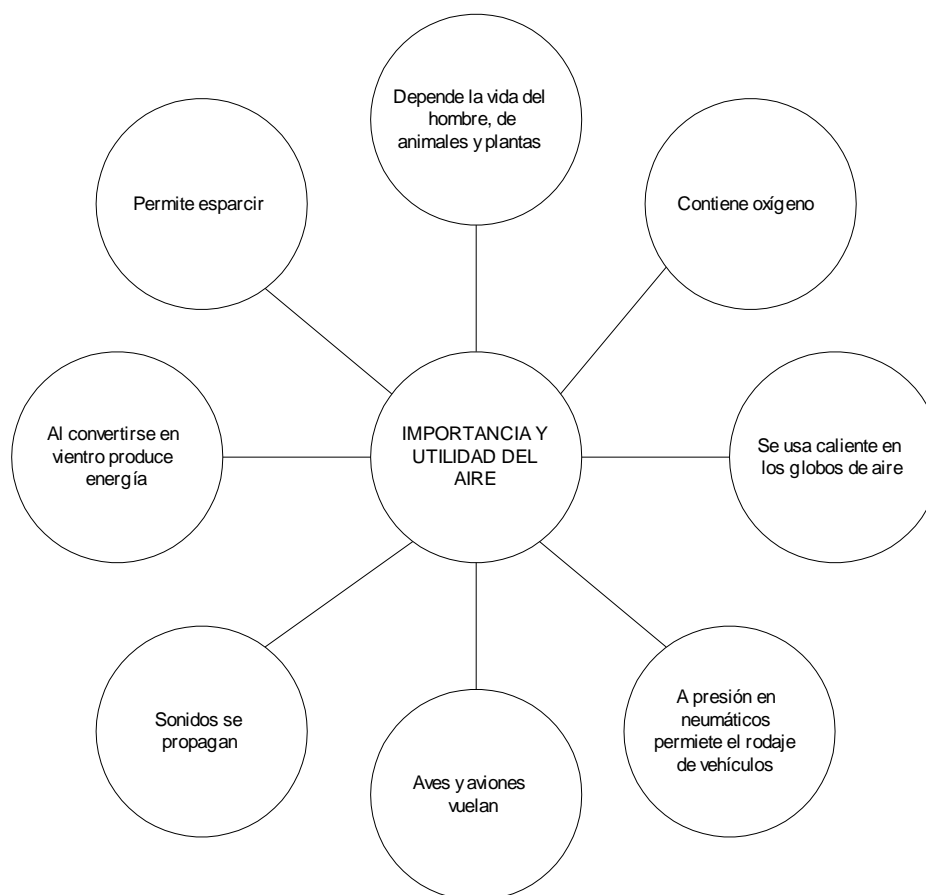 Depende la vida del
hombre, de
animales y plantas
Permite esparcir
Contiene oxígeno
Al convertirse en
vientro produce
energía
IMPORTANCIA Y
UTILIDAD DEL
AIRE
Se usa caliente en
los globos de aire
Sonidos se
propagan
Aves y aviones
vuelan
A presión en
neumáticos
permiete el rodaje
de vehículos